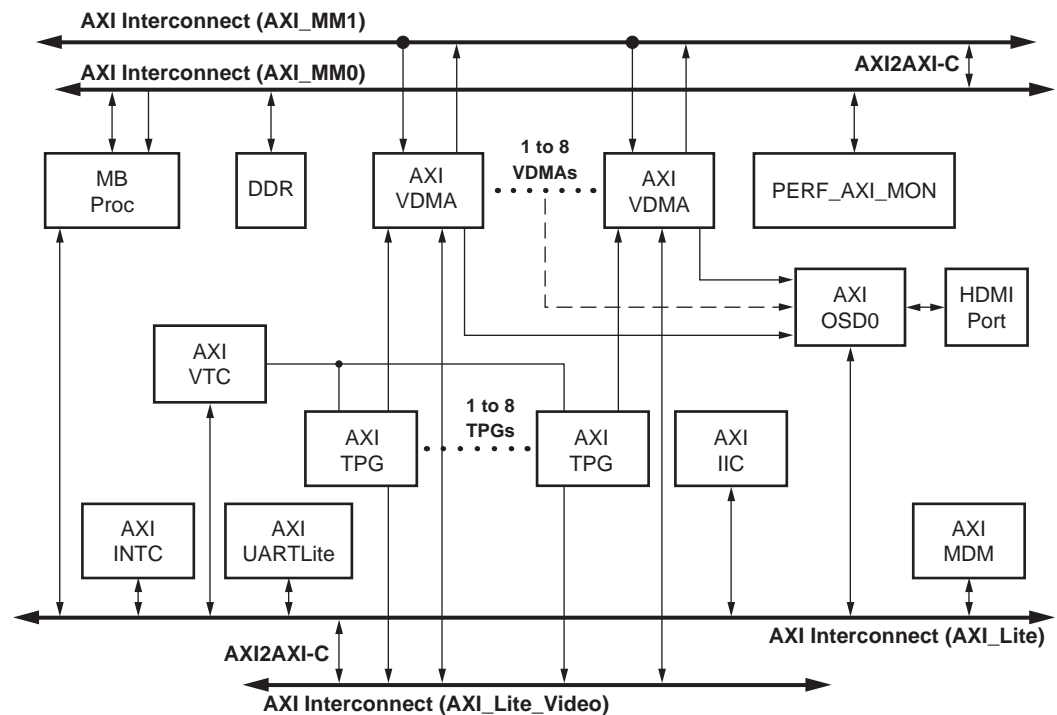 AXI Interconnect (AXI_MM1)
AXI Interconnect (AXI_MM0)
AXI2AXI-C
MB
Proc
DDR
AXI
VDMA
1 to 8
VDMAs
AXI
VDMA
PERF_AXI_MON
AXI
OSD0
HDMI
Port
AXI
VTC
AXI
TPG
1 to 8
TPGs
AXI
TPG
AXI
IIC
AXI
INTC
AXI
UARTLite
AXI
MDM
AXI Interconnect (AXI_Lite)
AXI2AXI-C
AXI Interconnect (AXI_Lite_Video)